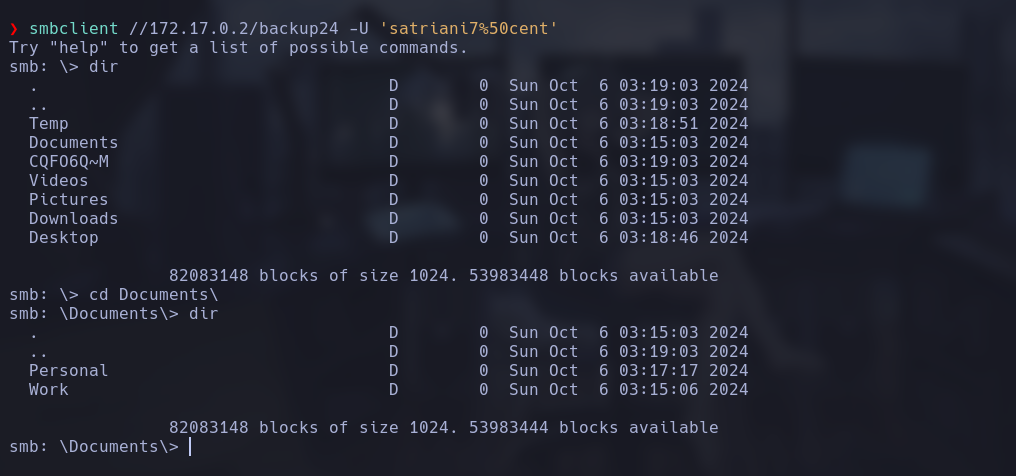 ❯ smbclient //172.17.0.2/backup24 -U 'satriani7%50cent'
Try "help" to get a list of possible commands.
smb: \> dir
  .                                   D        0  Sun Oct  6 03:19:03 2024
  ..                                  D        0  Sun Oct  6 03:19:03 2024
  Temp                                D        0  Sun Oct  6 03:18:51 2024
  Documents                           D        0  Sun Oct  6 03:15:03 2024
  CQFO6Q~M                            D        0  Sun Oct  6 03:19:03 2024
  Videos                              D        0  Sun Oct  6 03:15:03 2024
  Pictures                            D        0  Sun Oct  6 03:15:03 2024
  Downloads                           D        0  Sun Oct  6 03:15:03 2024
  Desktop                             D        0  Sun Oct  6 03:18:46 2024
                82083148 blocks of size 1024. 53983448 blocks available
smb: \> cd Documents\
smb: \Documents\> dir
  .                                   D        0  Sun Oct  6 03:15:03 2024
  ..                                  D        0  Sun Oct  6 03:19:03 2024
  Personal                            D        0  Sun Oct  6 03:17:17 2024
  Work                                D        0  Sun Oct  6 03:15:06 2024
                82083148 blocks of size 1024. 53983444 blocks available
smb: \Documents\>